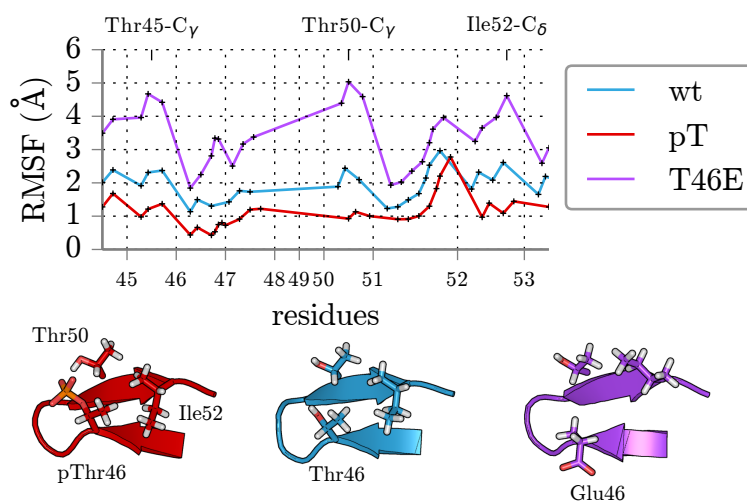 Thr45-Cγ Thr50-Cγ Ile52-Cδ
6
5
4
3
2
1
0
RMSF (Å)
45 46 47 48 49 50 51 52 53
residues
wt
pT
T46E
Thr50
Ile52
pThr46
Thr46
Glu46